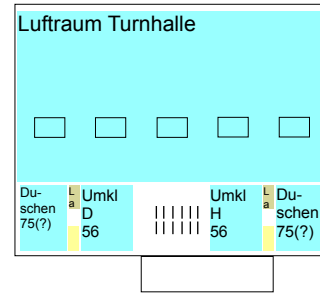 Luftraum Turnhalle
Du-
schen
75(?)
L
a
Umkl
D
56
Umkl
H
56
L
a
Du-
schen
75(?)